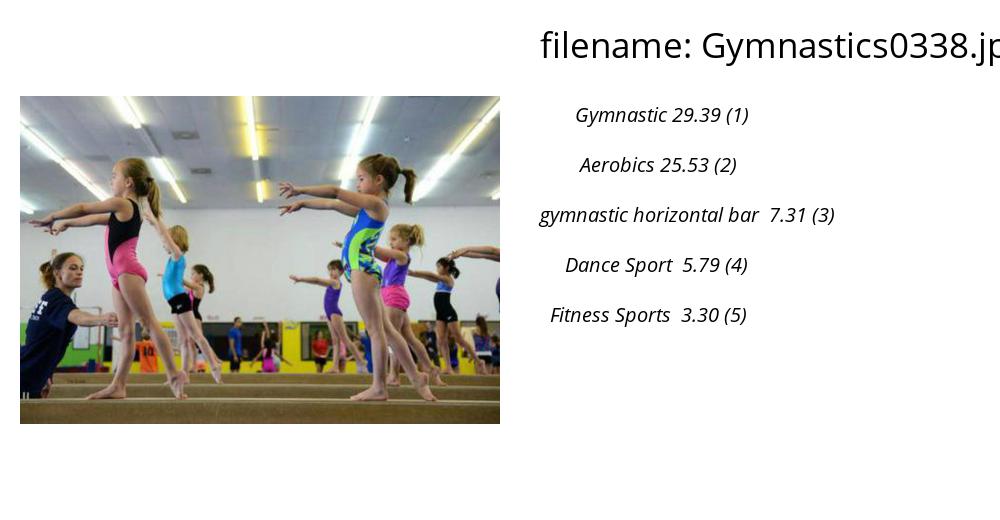 filename: Gymnastics0338.jp
Gymnastic 29.39 (1)
Aerobics 25.53 (2)
gymnastic horizontal bar 7.31 (3)
Dance Sport 5.79 (4)
Fitness Sports 3.30 (5)
10